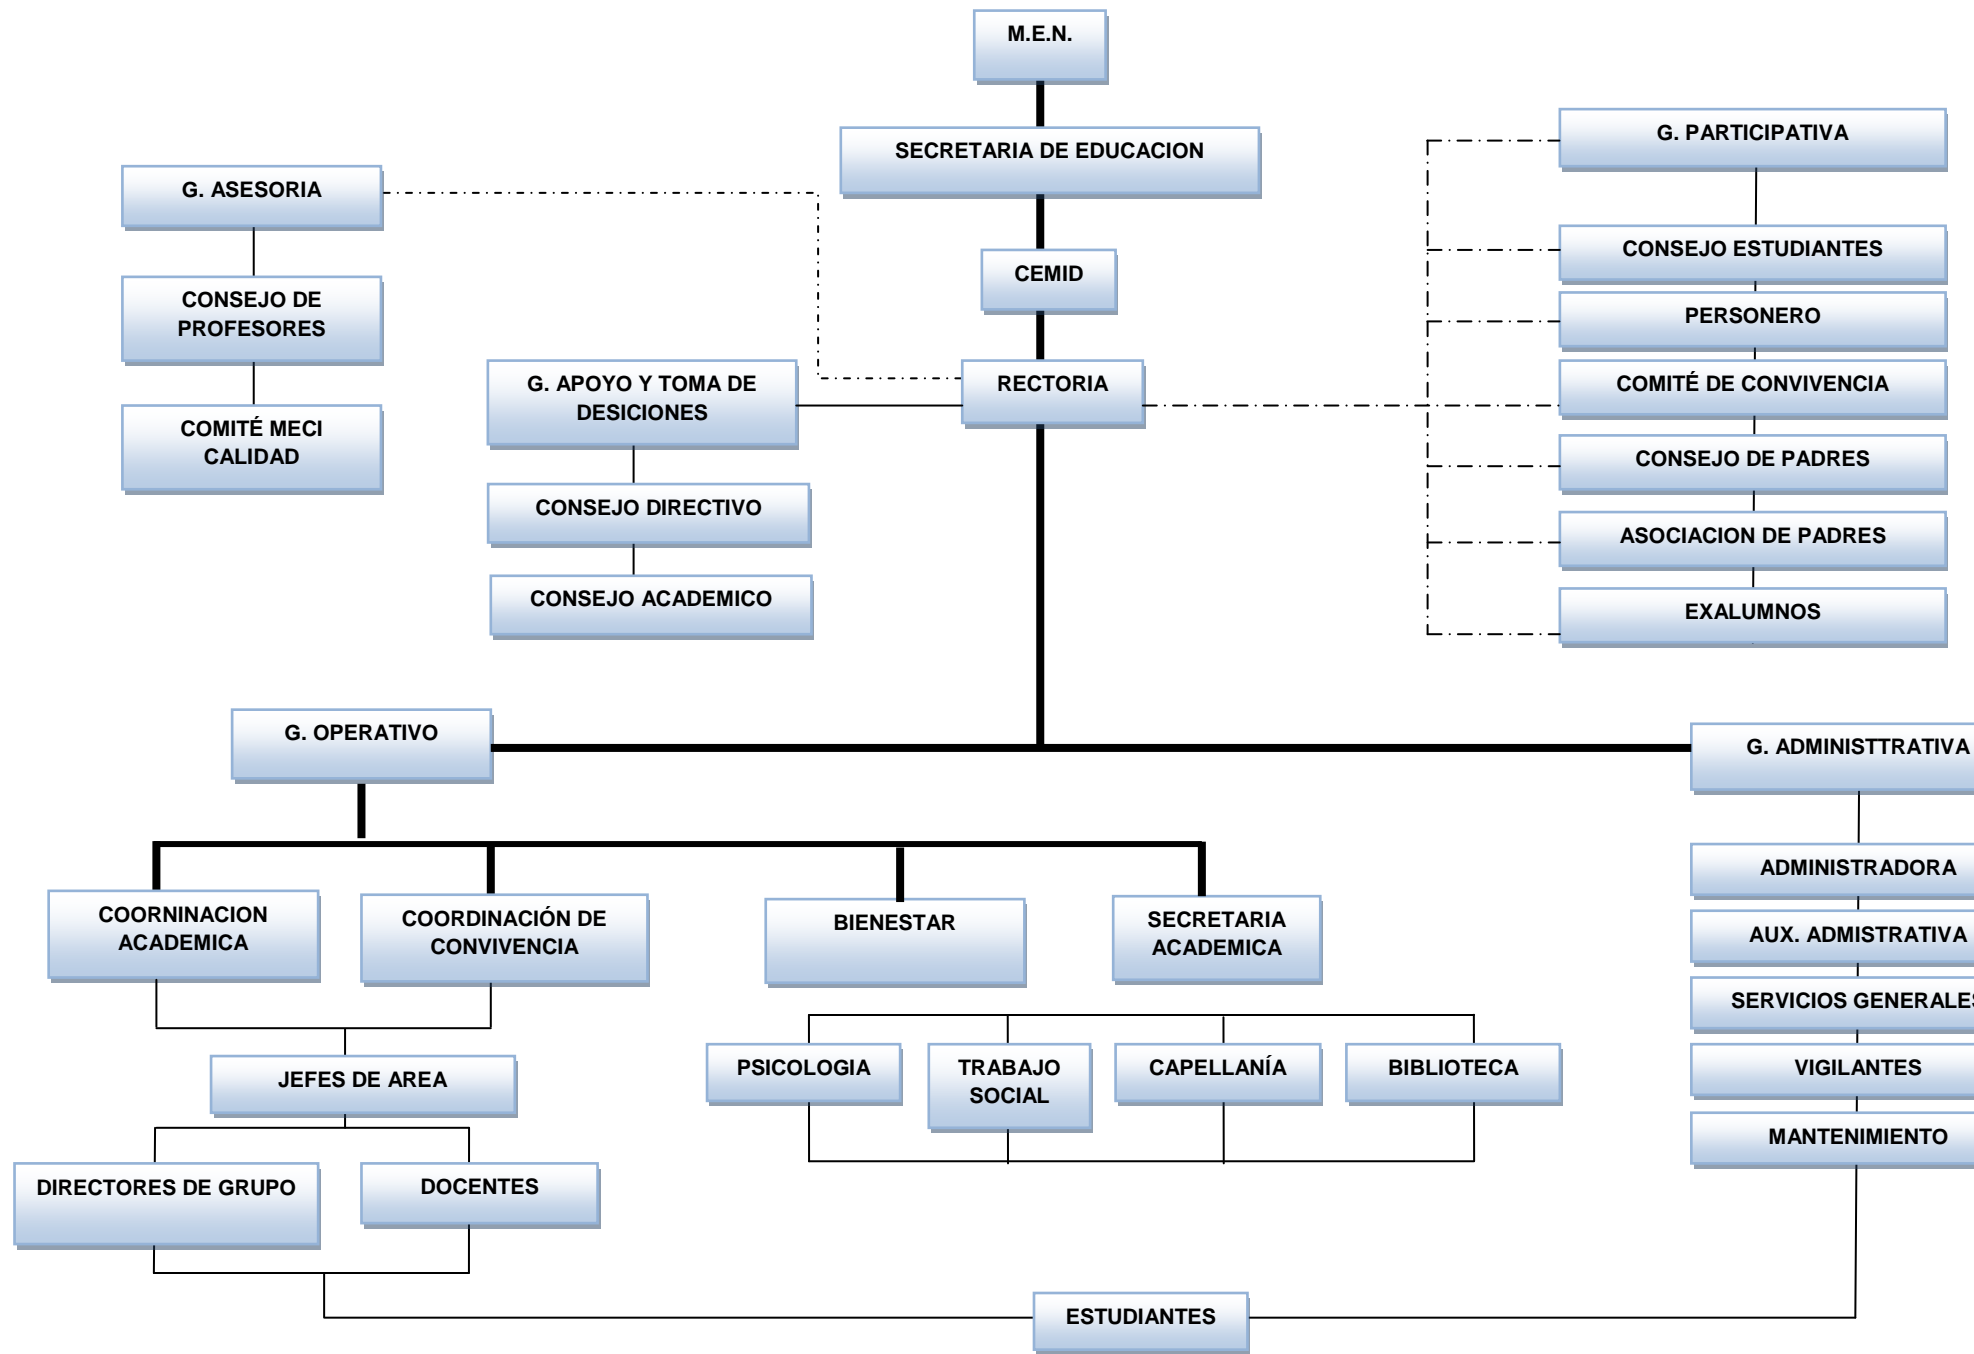 M.E.N.
SECRETARIA DE EDUCACION
CEMID
RECTORIA
G. ASESORIA
CONSEJO DE
PROFESORES
COMITÉ MECI
CALIDAD
G. APOYO Y TOMA DE
DESICIONES
CONSEJO DIRECTIVO
CONSEJO ACADEMICO
G. PARTICIPATIVA
CONSEJO ESTUDIANTES
PERSONERO
COMITÉ DE CONVIVENCIA
CONSEJO DE PADRES
ASOCIACION DE PADRES
EXALUMNOS
G. OPERATIVO
COORNINACION
ACADEMICA
COORDINACIÓN DE
CONVIVENCIA
BIENESTAR
SECRETARIA
ACADEMICA
JEFES DE AREA
DIRECTORES DE GRUPO
DOCENTES
PSICOLOGIA
TRABAJO
SOCIAL
CAPELLANÍA
BIBLIOTECA
G. ADMINISTTRATIVA
ADMINISTRADORA
AUX. ADMISTRATIVA
SERVICIOS GENERALES
VIGILANTES
MANTENIMIENTO
ESTUDIANTES